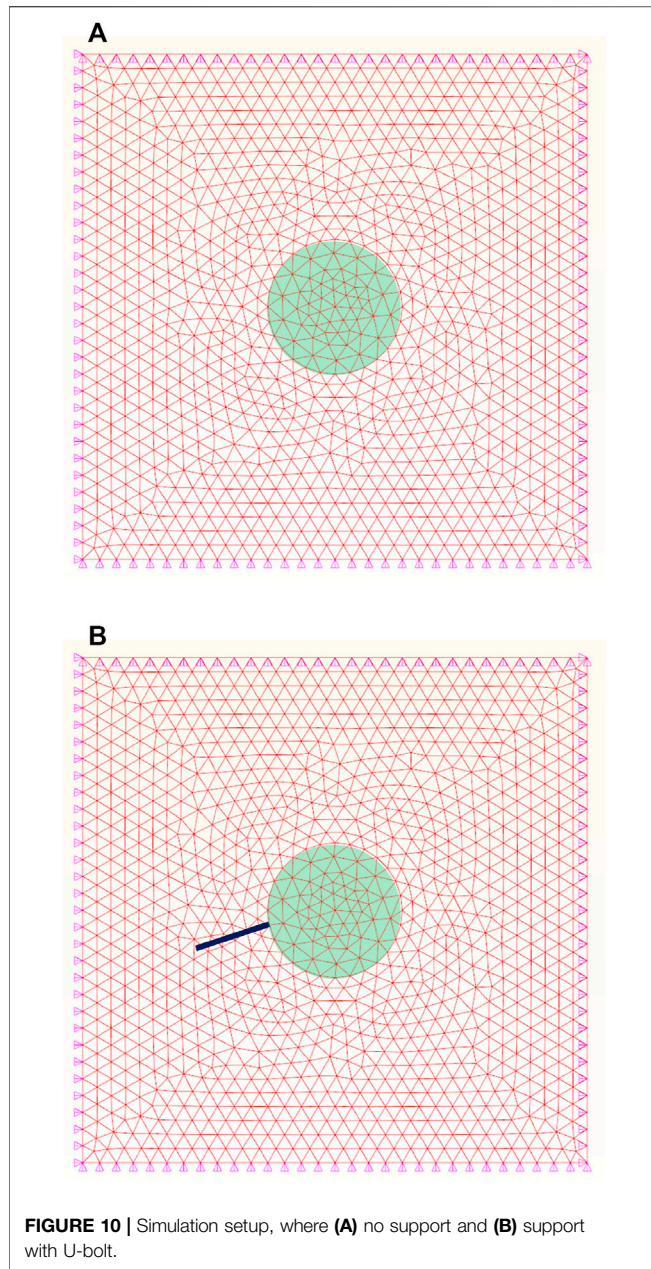 A
B
FIGURE 10 | Simulation setup, where (A) no support and (B) support
with U-bolt.